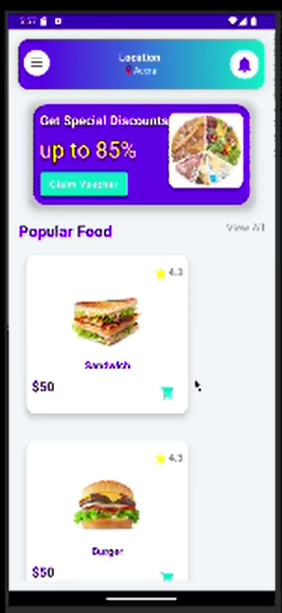 Location
Accra
Get Special Discounts
up to 85%
Claim Voucher
Popular Food
View All
4.3
Sandwich
$50
4.3
Burger
$50